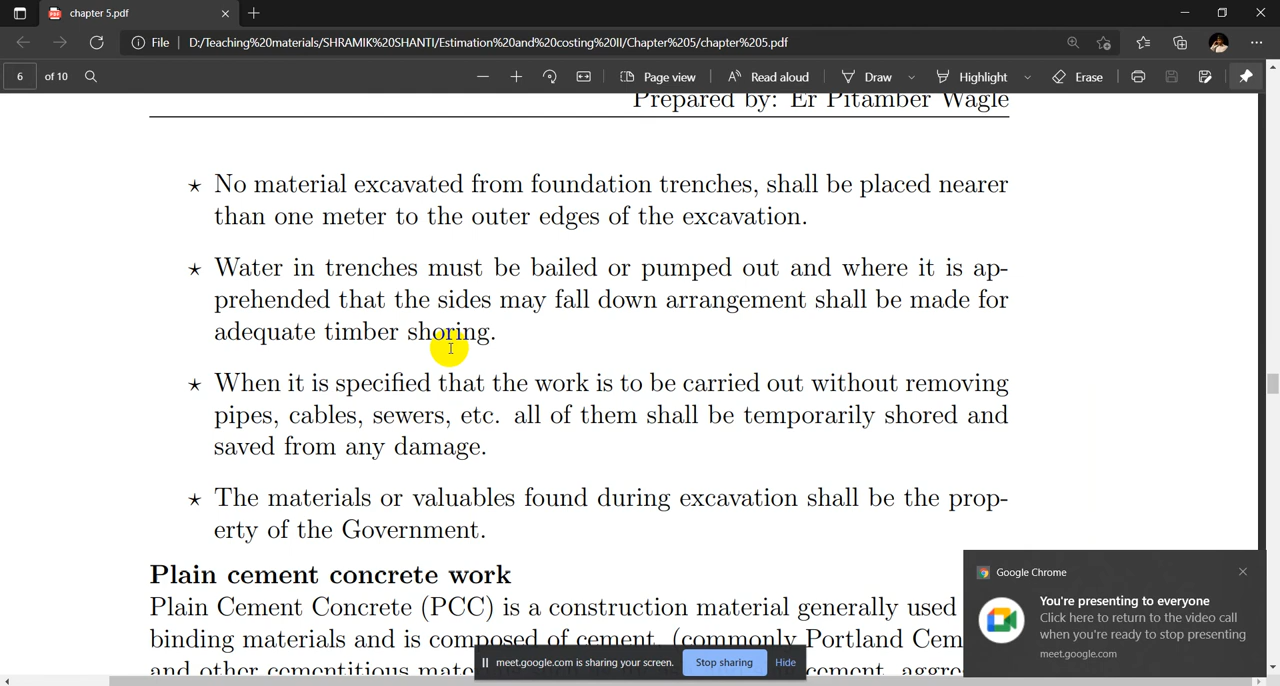 chapter 5.pdf
File | D:/Teaching%20materials/SHRAMIK%20SHANTI/Estimation%20and%20costing%20II/Chapter%205/chapter%205.pdf
6 of 10 Page view Read aloud Draw Highlight Erase
Prepared by: Er Pitamber Wagle
⋆ No material excavated from foundation trenches, shall be placed nearer
than one meter to the outer edges of the excavation.
⋆ Water in trenches must be bailed or pumped out and where it is ap-
prehended that the sides may fall down arrangement shall be made for
adequate timber shoring.
⋆ When it is specified that the work is to be carried out without removing
pipes, cables, sewers, etc. all of them shall be temporarily shored and
saved from any damage.
⋆ The materials or valuables found during excavation shall be the prop-
erty of the Government.
Plain cement concrete work
Plain Cement Concrete (PCC) is a construction material generally used
binding materials and is composed of cement, (commonly Portland Cem
and other cementitious mate
cement, aggre
meet.google.com is sharing your screen. Stop sharing Hide
Google Chrome
You're presenting to everyone
Click here to return to the video call
when you're ready to stop presenting
meet.google.com